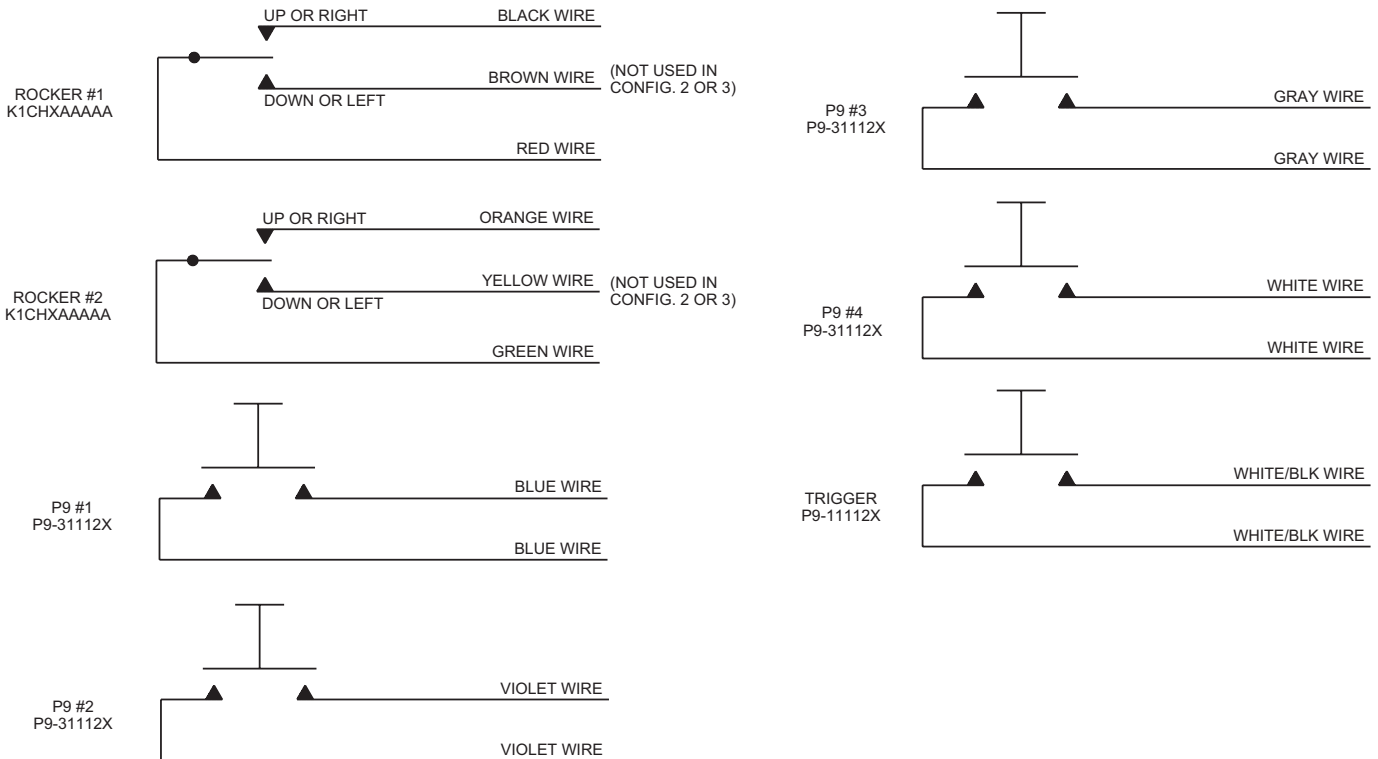 UP OR RIGHT
BLACK WIRE
ROCKER #1
K1CHXAAAAA
BROWN WIRE
(NOT USED IN
CONFIG. 2 OR 3)
DOWN OR LEFT
RED WIRE
UP OR RIGHT
ORANGE WIRE
ROCKER #2
K1CHXAAAAA
YELLOW WIRE
(NOT USED IN
CONFIG. 2 OR 3)
DOWN OR LEFT
GREEN WIRE
P9 #1
P9-31112X
BLUE WIRE
BLUE WIRE
P9 #2
P9-31112X
VIOLET WIRE
VIOLET WIRE
P9 #3
P9-31112X
GRAY WIRE
GRAY WIRE
P9 #4
P9-31112X
WHITE WIRE
WHITE WIRE
TRIGGER
P9-11112X
WHITE/BLK WIRE
WHITE/BLK WIRE